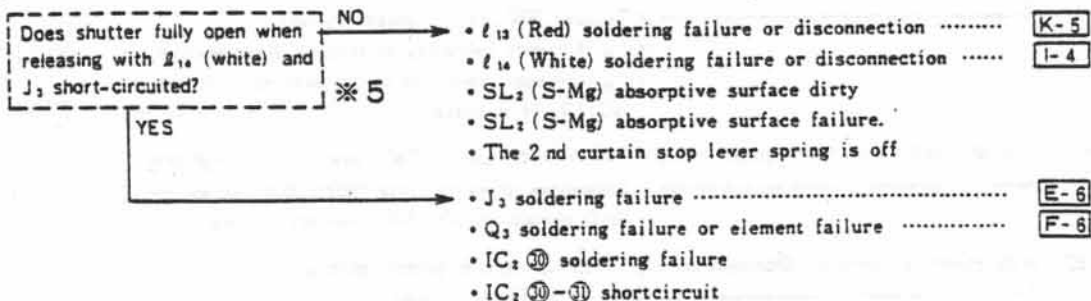 Does shutter fully open when
releasing with ℓ₁₄ (white) and
J₃ short-circuited?
※5
NO
• ℓ₁₃ (Red) soldering failure or disconnection ···················· K-5
• ℓ₁₄ (White) soldering failure or disconnection ······ I-4
• SL₂ (S-Mg) absorptive surface dirty
• SL₂ (S-Mg) absorptive surface failure.
• The 2 nd curtain stop lever spring is off
YES
• J₃ soldering failure ········································ E-6
• Q₃ soldering failure or element failure ············· F-6
• IC₂ ㉚ soldering failure
• IC₂ ㉚-㉛ shortcircuit